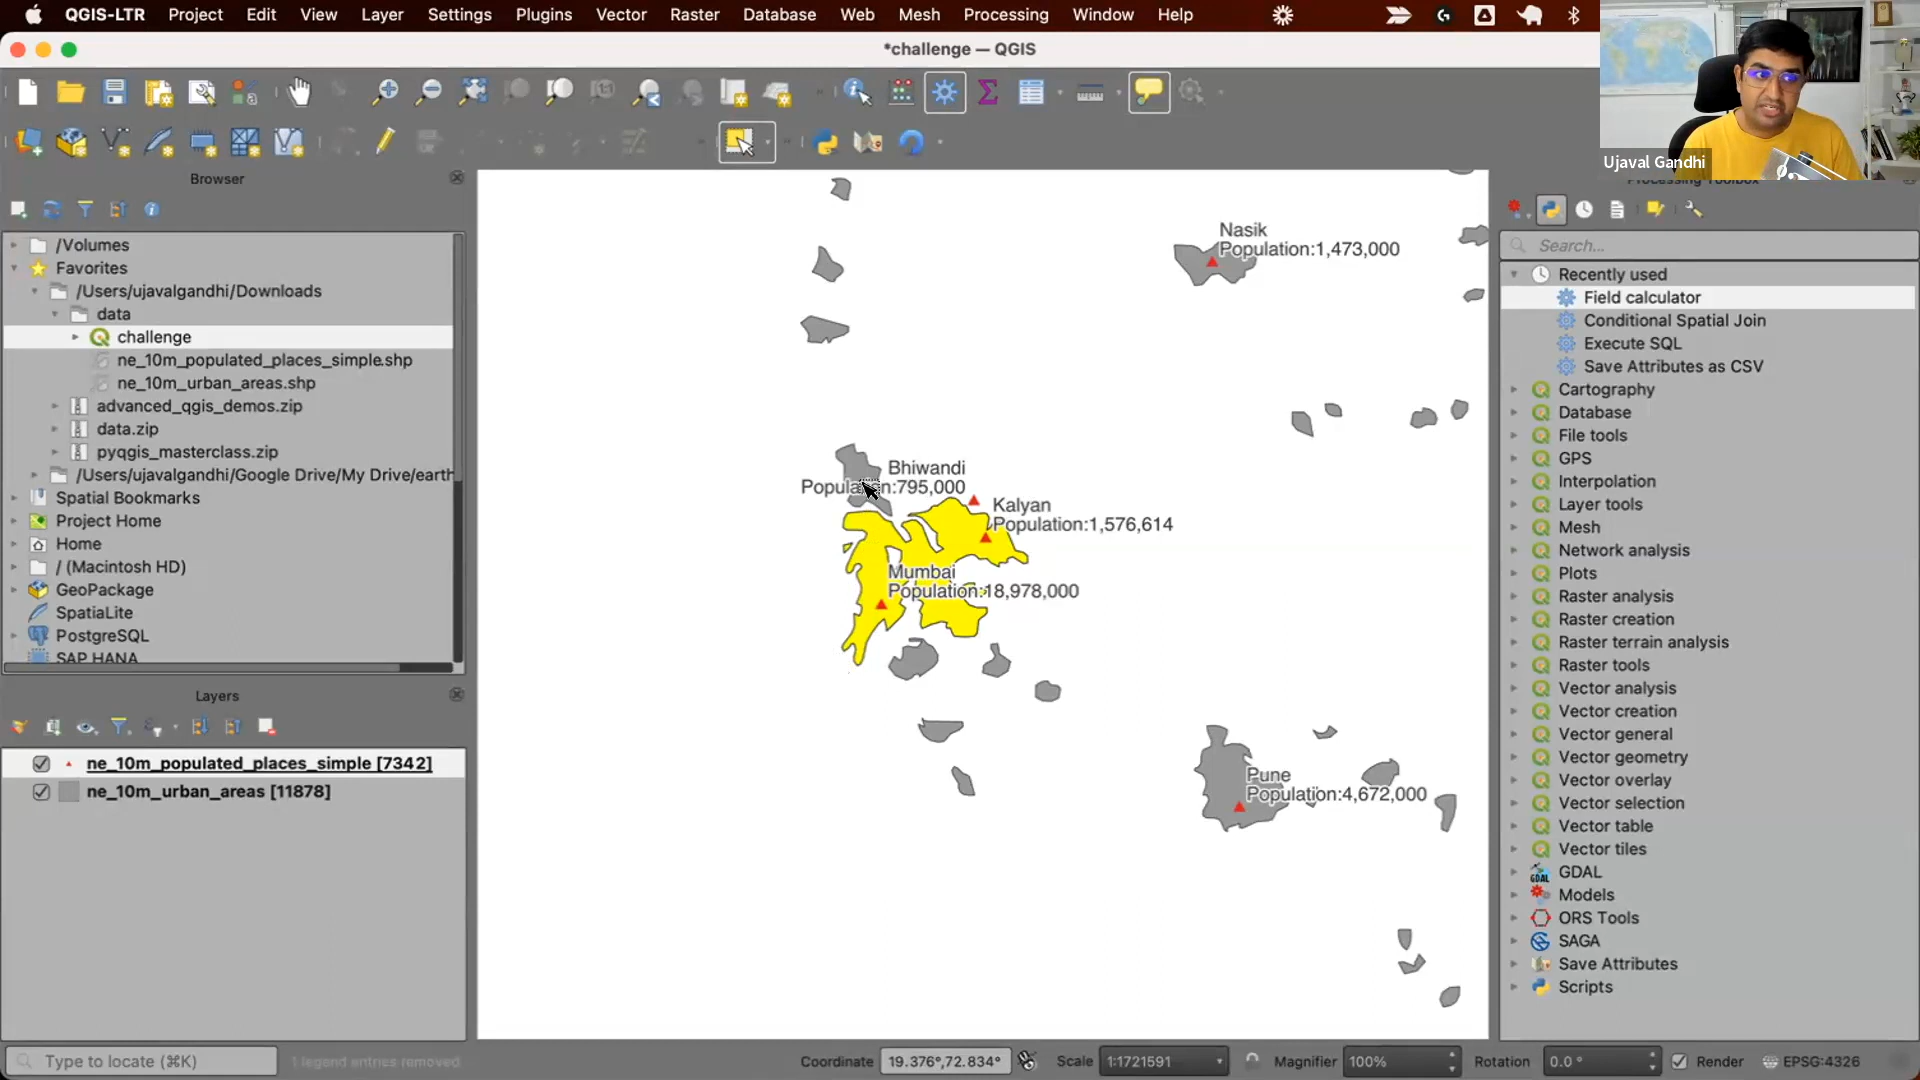 QGIS-LTR Project Edit View Layer Settings Plugins Vector Raster Database Web Mesh Processing Window Help
*challenge — QGIS
Ujaval Gandhi
Browser
/Volumes
Favorites
/Users/ujavalgandhi/Downloads
data
challenge
ne_10m_populated_places_simple.shp
ne_10m_urban_areas.shp
advanced_qgis_demos.zip
data.zip
pyqgis_masterclass.zip
/Users/ujavalgandhi/Google Drive/My Drive/earth
Spatial Bookmarks
Project Home
Home
/ (Macintosh HD)
GeoPackage
SpatiaLite
PostgreSQL
SAP HANA
Layers
ne_10m_populated_places_simple [7342]
ne_10m_urban_areas [11878]
Nasik
Population:1,473,000
Bhiwandi
Population:795,000
Kalyan
Population:1,576,614
Mumbai
Population:18,978,000
Pune
Population:4,672,000
Processing Toolbox
Search...
Recently used
Field calculator
Conditional Spatial Join
Execute SQL
Save Attributes as CSV
Cartography
Database
File tools
GPS
Interpolation
Layer tools
Mesh
Network analysis
Plots
Raster analysis
Raster creation
Raster terrain analysis
Raster tools
Vector analysis
Vector creation
Vector general
Vector geometry
Vector overlay
Vector selection
Vector table
Vector tiles
GDAL
Models
ORS Tools
SAGA
Save Attributes
Scripts
Type to locate (⌘K) 1 legend entries removed Coordinate 19.376°,72.834° Scale 1:1721591 Magnifier 100% Rotation 0.0 ° Render EPSG:4326